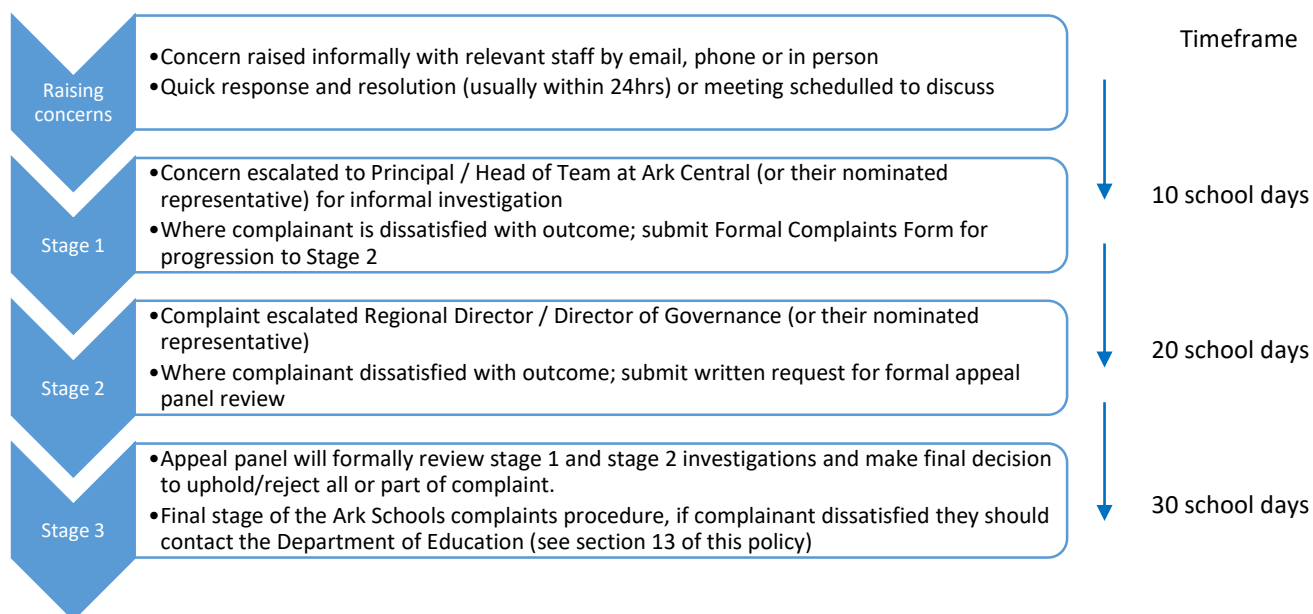 Timeframe
Raising
concerns
•Concern raised informally with relevant staff by email, phone or in person
•Quick response and resolution (usually within 24hrs) or meeting schedulled to discuss
Stage 1
•Concern escalated to Principal / Head of Team at Ark Central (or their nominated
representative) for informal investigation
•Where complainant is dissatisfied with outcome; submit Formal Complaints Form for
progression to Stage 2
10 school days
Stage 2
•Complaint escalated Regional Director / Director of Governance (or their nominated
representative)
•Where complainant dissatisfied with outcome; submit written request for formal appeal
panel review
20 school days
Stage 3
•Appeal panel will formally review stage 1 and stage 2 investigations and make final decision
to uphold/reject all or part of complaint.
•Final stage of the Ark Schools complaints procedure, if complainant dissatisfied they should
contact the Department of Education (see section 13 of this policy)
30 school days